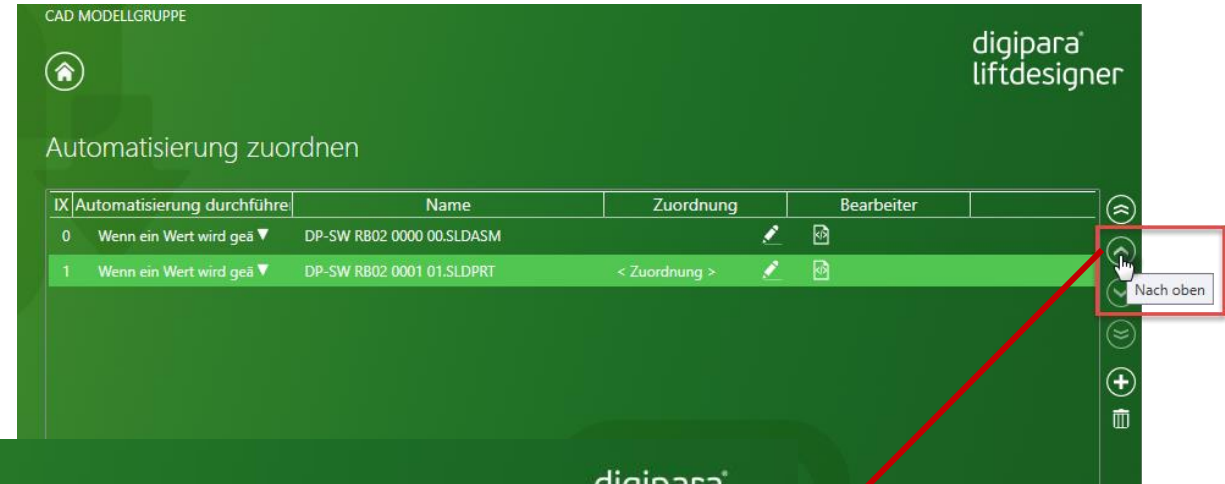 CAD MODELLGRUPPE
digipara®
liftdesigner
Automatisierung zuordnen
IX Automatisierung durchführe Name Zuordnung Bearbeiter
0 Wenn ein Wert wird geä DP-SW RB02 0000 00.SLDASM
1 Wenn ein Wert wird geä DP-SW RB02 0001 01.SLDPRT < Zuordnung >
Nach oben
digipara®